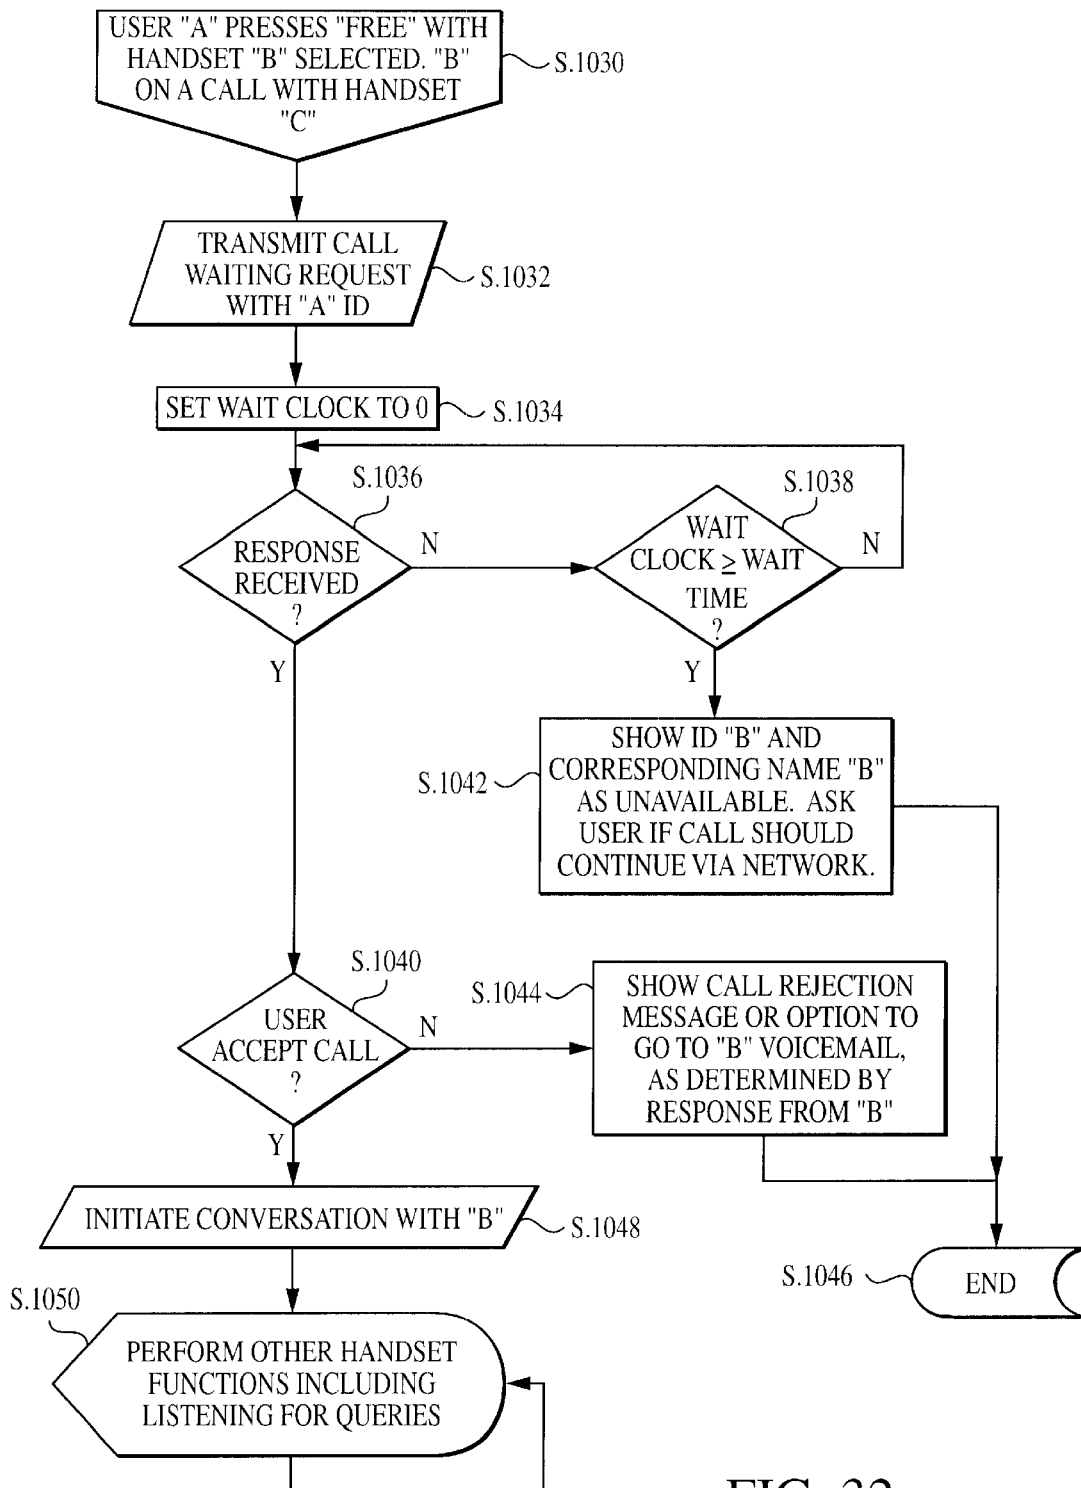 USER "A" PRESSES "FREE" WITH
HANDSET "B" SELECTED. "B"
ON A CALL WITH HANDSET
"C"
S.1030
TRANSMIT CALL
WAITING REQUEST
WITH "A" ID
S.1032
SET WAIT CLOCK TO 0
S.1034
S.1036
RESPONSE
RECEIVED
?
N
Y
S.1038
WAIT
CLOCK ≥ WAIT
TIME
?
N
Y
S.1042
SHOW ID "B" AND
CORRESPONDING NAME "B"
AS UNAVAILABLE. ASK
USER IF CALL SHOULD
CONTINUE VIA NETWORK.
S.1040
USER
ACCEPT CALL
?
N
Y
S.1044
SHOW CALL REJECTION
MESSAGE OR OPTION TO
GO TO "B" VOICEMAIL,
AS DETERMINED BY
RESPONSE FROM "B"
INITIATE CONVERSATION WITH "B"
S.1048
S.1046
END
S.1050
PERFORM OTHER HANDSET
FUNCTIONS INCLUDING
LISTENING FOR QUERIES
FIG. 32